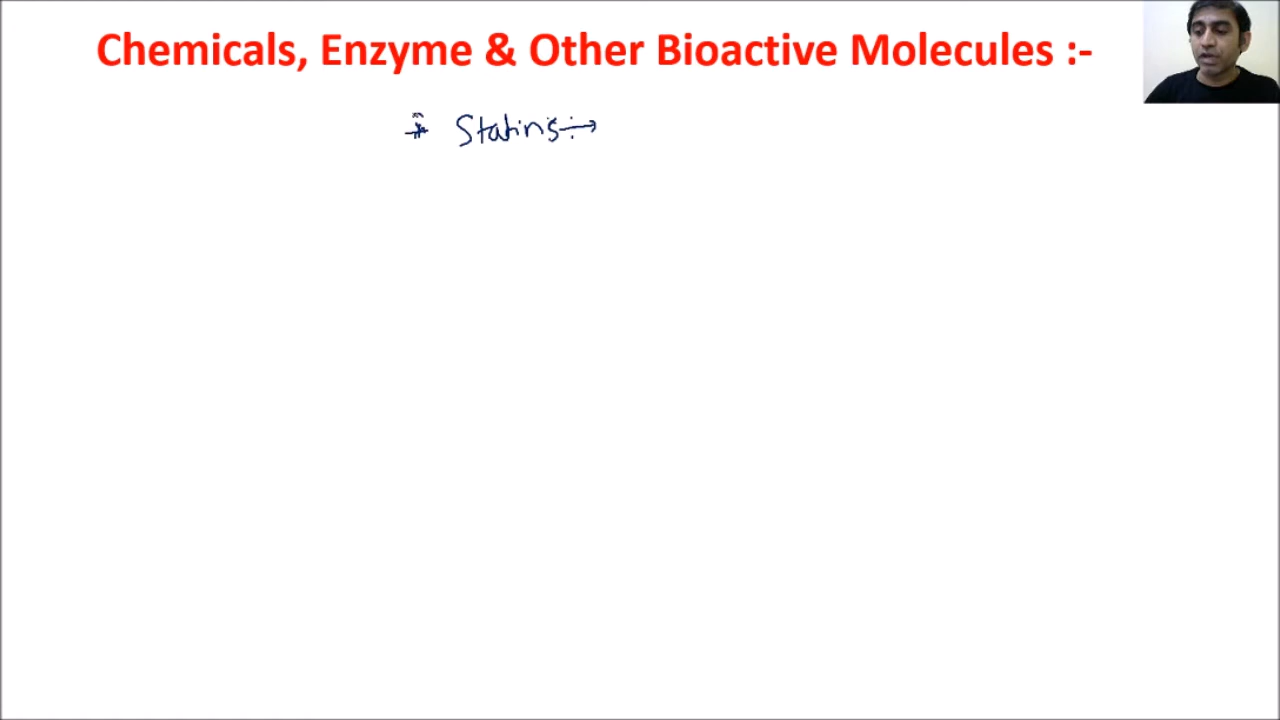 Chemicals, Enzyme & Other Bioactive Molecules :-
* Statins :→